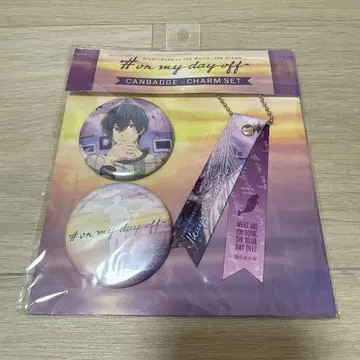 #on my day off
CANBADGE + CHARM SET
#on my day off
WHAT ARE
YOU DOING
ON YOUR
DAY OFF?